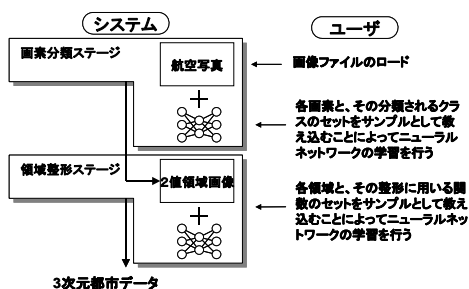 システム
ユーザ
画素分類ステージ
航空写真
画像ファイルのロード
各画素と、その分類されるクラ
スのセットをサンプルとして教
え込むことによってニューラル
ネットワークの学習を行う
領域整形ステージ
2値領域画像
各領域と、その整形に用いる関
数のセットをサンプルとして教え
込むことによってニューラルネッ
トワークの学習を行う
3次元都市データ